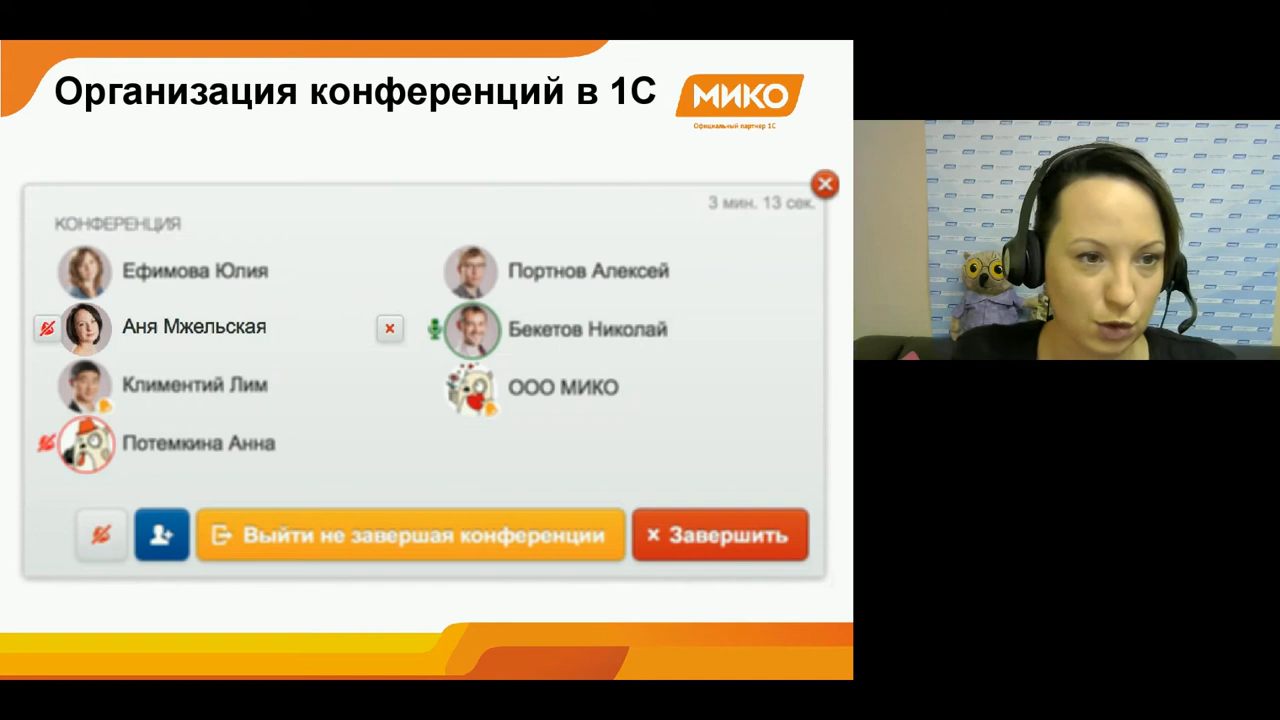 Организация конференций в 1С
МИКО
Официальный партнер 1С
3 мин. 13 сек.
КОНФЕРЕНЦИЯ
Ефимова Юлия
Портнов Алексей
Аня Мжельская
Бекетов Николай
Климентий Лим
ООО МИКО
Потемкина Анна
Выйти не завершая конференции
Завершить